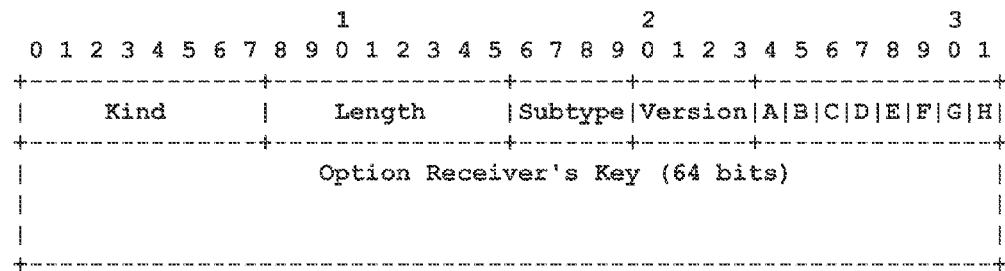 1                   2                   3
 0 1 2 3 4 5 6 7 8 9 0 1 2 3 4 5 6 7 8 9 0 1 2 3 4 5 6 7 8 9 0 1
+---------------+---------------+-------+-------+---------------+
|     Kind      |    Length     |Subtype|Version|A|B|C|D|E|F|G|H|
+---------------+---------------+-------+-------+---------------+
|                   Option Receiver's Key (64 bits)             |
|                                                               |
|                                                               |
+---------------------------------------------------------------+